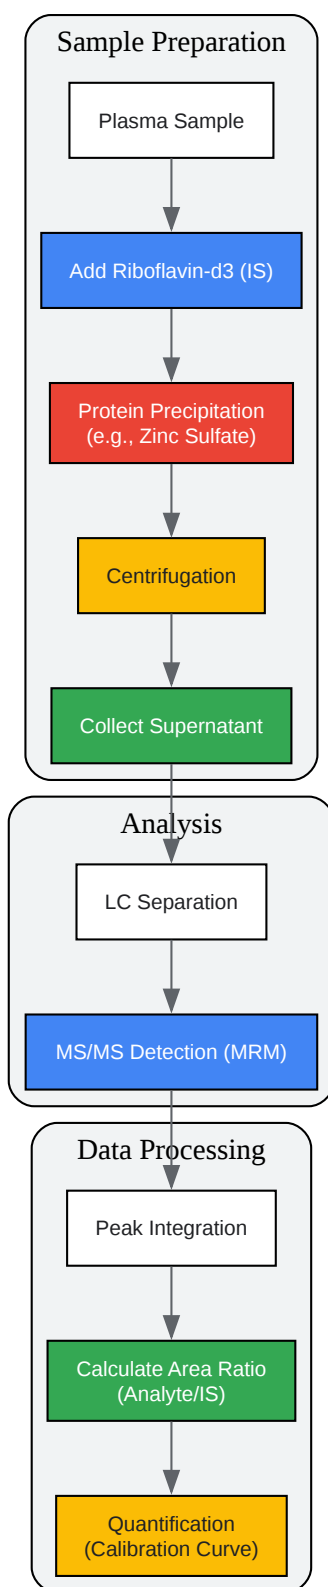 Sample Preparation
Plasma Sample
Add Riboflavin-d3 (IS)
Protein Precipitation
(e.g., Zinc Sulfate)
Centrifugation
Collect Supernatant
Analysis
LC Separation
MS/MS Detection (MRM)
Data Processing
Peak Integration
Calculate Area Ratio
(Analyte/IS)
Quantification
(Calibration Curve)